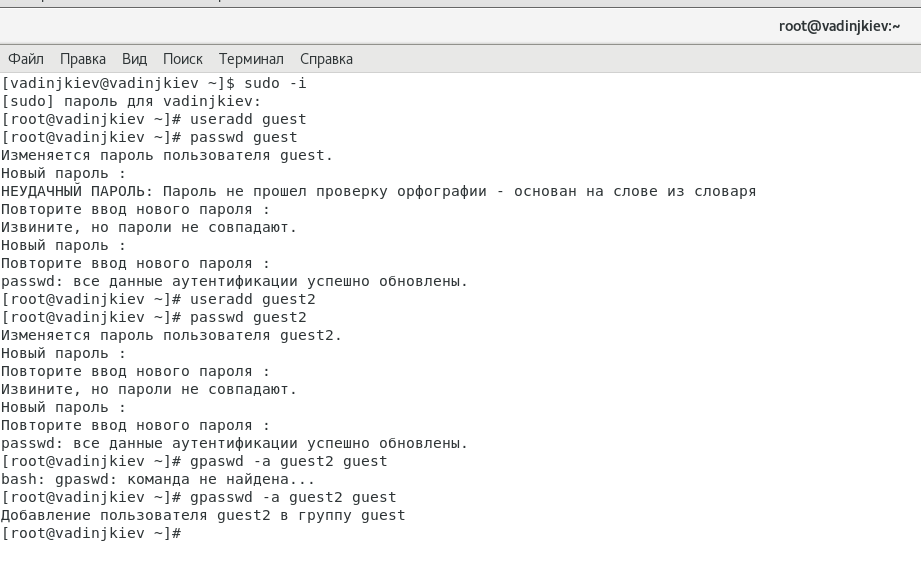 root@vadinjkiev:~
Файл Правка Вид Поиск Терминал Справка
[vadinjkiev@vadinjkiev ~]$ sudo -i
[sudo] пароль для vadinjkiev:
[root@vadinjkiev ~]# useradd guest
[root@vadinjkiev ~]# passwd guest
Изменяется пароль пользователя guest.
Новый пароль :
НЕУДАЧНЫЙ ПАРОЛЬ: Пароль не прошел проверку орфографии - основан на слове из словаря
Повторите ввод нового пароля :
Извините, но пароли не совпадают.
Новый пароль :
Повторите ввод нового пароля :
passwd: все данные аутентификации успешно обновлены.
[root@vadinjkiev ~]# useradd guest2
[root@vadinjkiev ~]# passwd guest2
Изменяется пароль пользователя guest2.
Новый пароль :
Повторите ввод нового пароля :
Извините, но пароли не совпадают.
Новый пароль :
Повторите ввод нового пароля :
passwd: все данные аутентификации успешно обновлены.
[root@vadinjkiev ~]# gpaswd -a guest2 guest
bash: gpaswd: команда не найдена...
[root@vadinjkiev ~]# gpasswd -a guest2 guest
Добавление пользователя guest2 в группу guest
[root@vadinjkiev ~]#